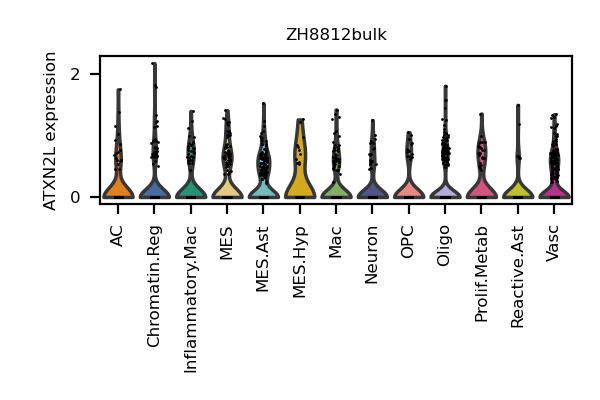 ZH8812bulk
ATXN2L expression
2
0
AC
Chromatin.Reg
Inflammatory.Mac
MES
MES.Ast
MES.Hyp
Mac
Neuron
OPC
Oligo
Prolif.Metab
Reactive.Ast
Vasc